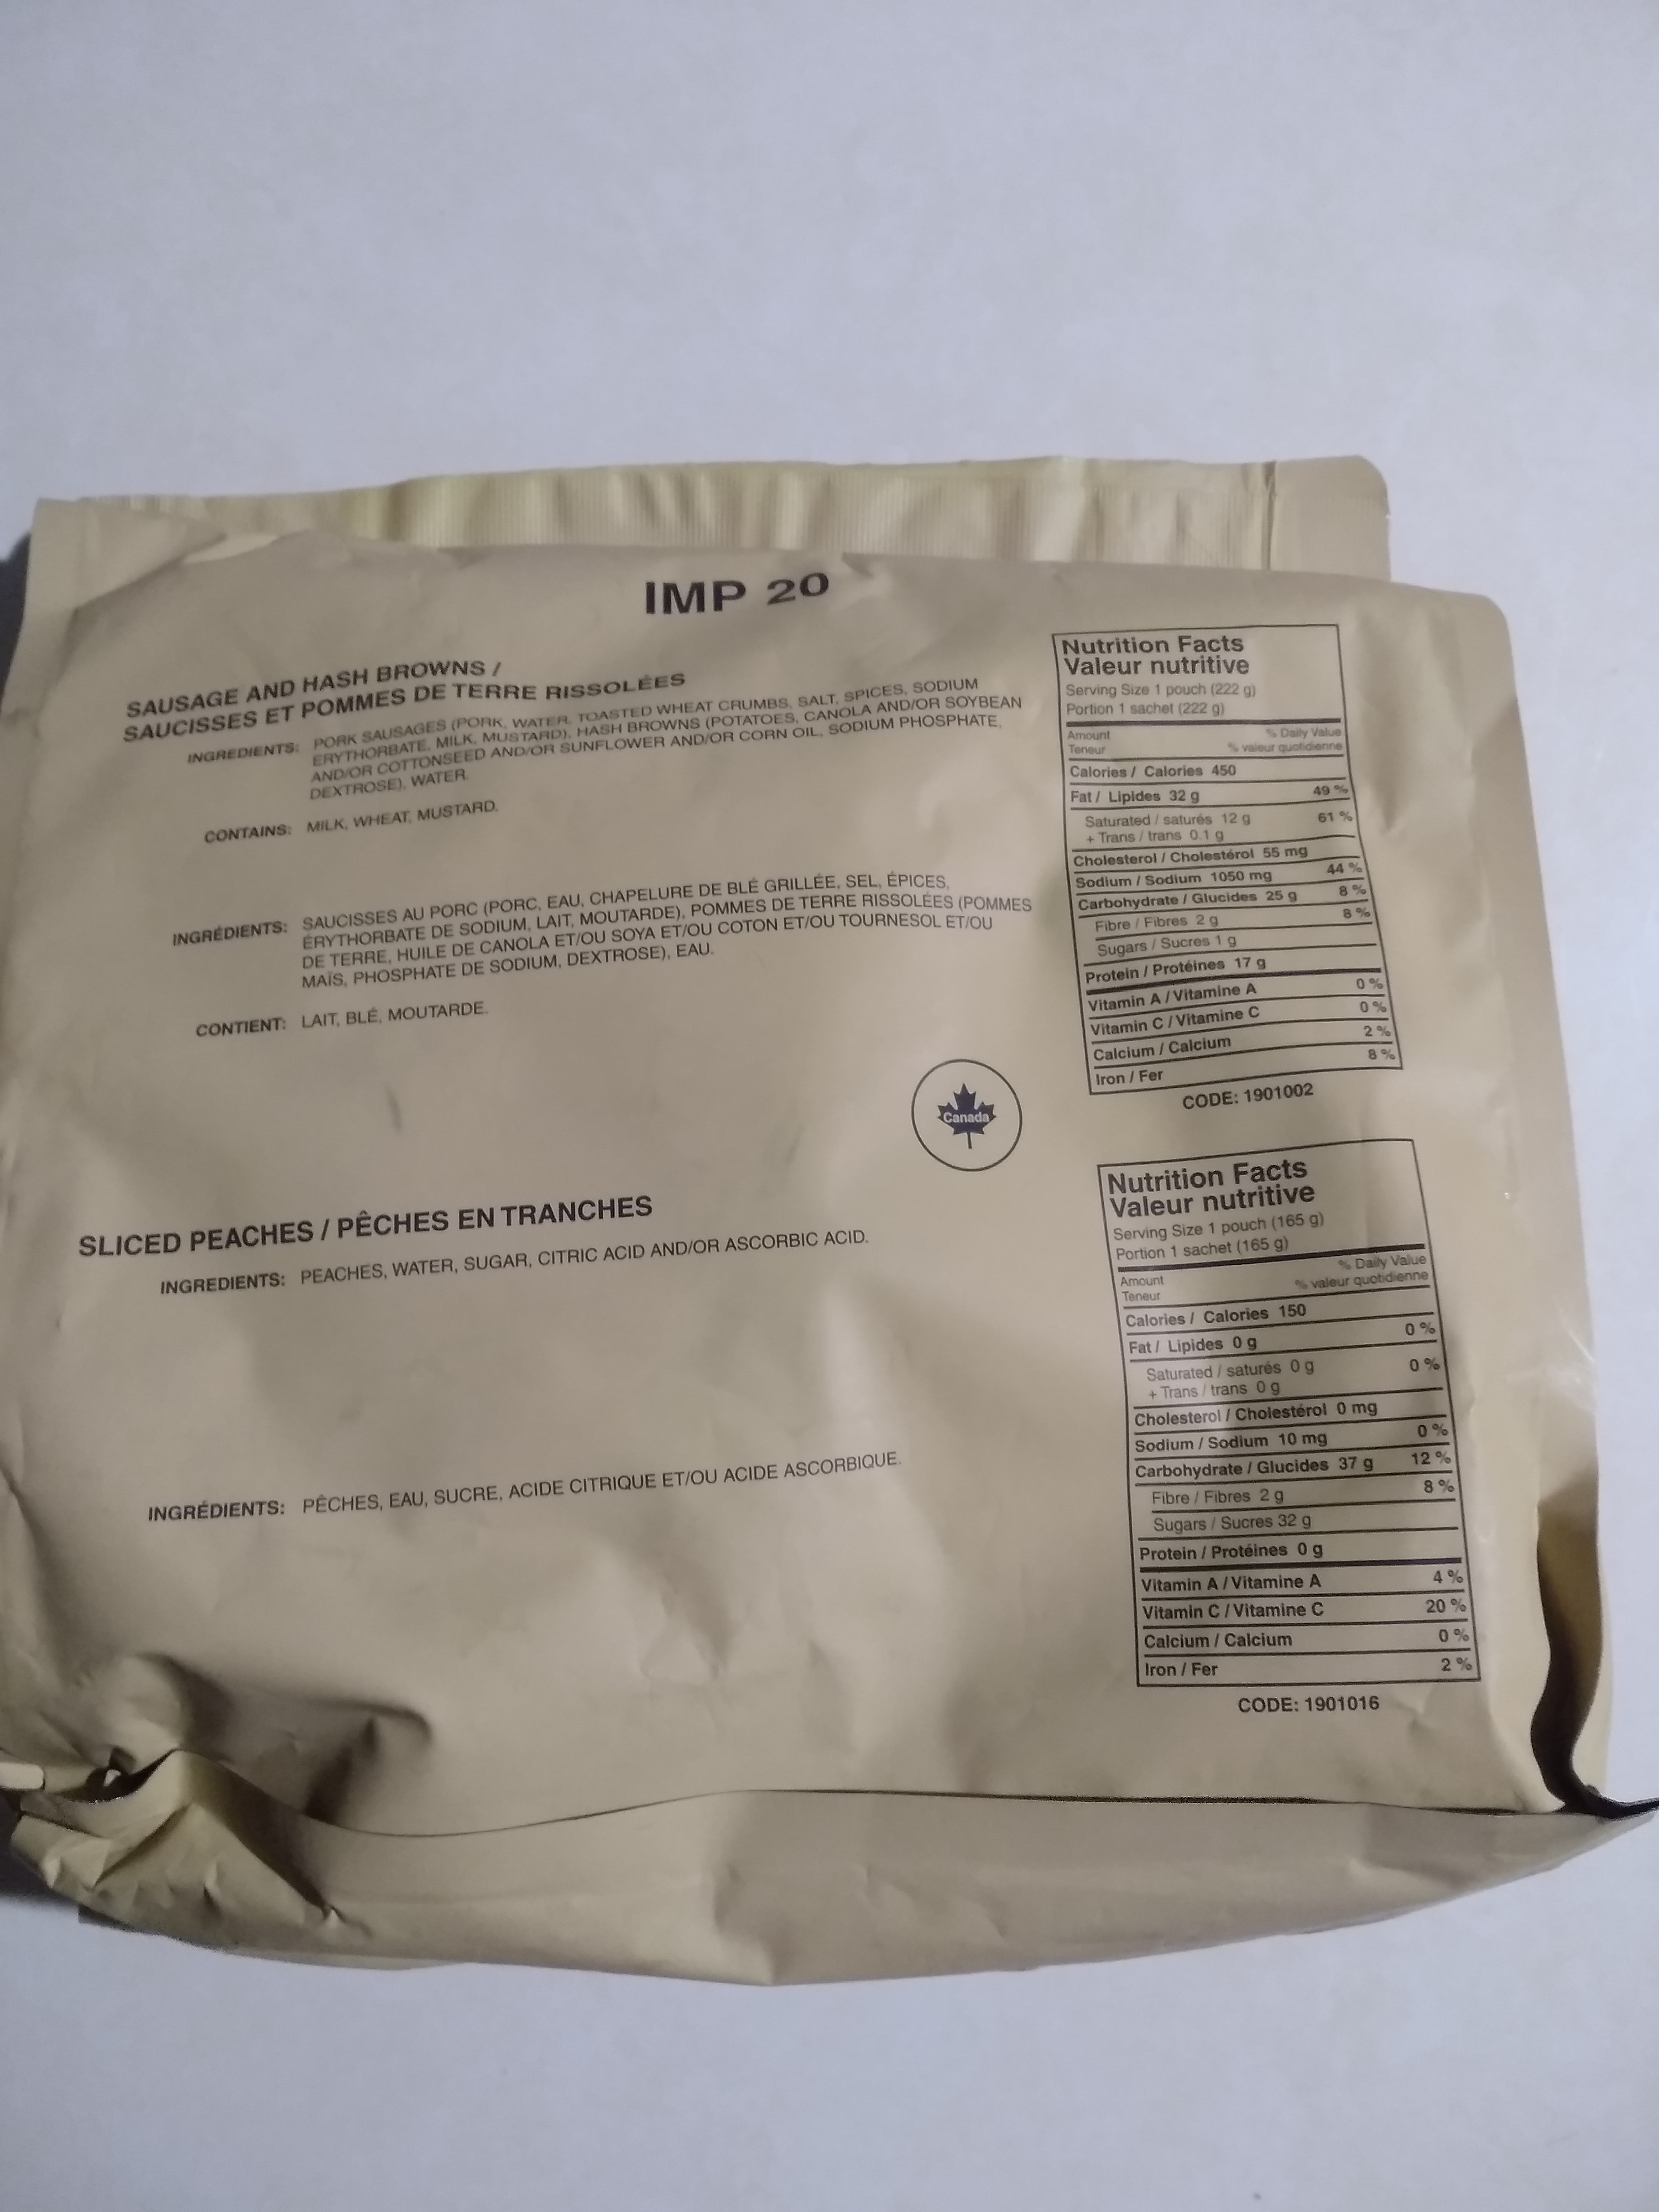 IMP 20
SAUSAGE AND HASH BROWNS /
SAUCISSES ET POMMES DE TERRE RISSOLÉES
INGREDIENTS: PORK SAUSAGES (PORK, WATER, TOASTED WHEAT CRUMBS, SALT, SPICES, SODIUM
ERYTHORBATE, MILK, MUSTARD), HASH BROWNS (POTATOES, CANOLA AND/OR SOYBEAN
AND/OR COTTONSEED AND/OR SUNFLOWER AND/OR CORN OIL, SODIUM PHOSPHATE,
DEXTROSE), WATER.
CONTAINS: MILK, WHEAT, MUSTARD.
INGRÉDIENTS: SAUCISSES AU PORC (PORC, EAU, CHAPELURE DE BLÉ GRILLÉE, SEL, ÉPICES,
ÉRYTHORBATE DE SODIUM, LAIT, MOUTARDE), POMMES DE TERRE RISSOLÉES (POMMES
DE TERRE, HUILE DE CANOLA ET/OU SOYA ET/OU COTON ET/OU TOURNESOL ET/OU
MAÏS, PHOSPHATE DE SODIUM, DEXTROSE), EAU.
CONTIENT: LAIT, BLÉ, MOUTARDE.
Nutrition Facts
Valeur nutritive
Serving Size 1 pouch (222 g)
Portion 1 sachet (222 g)
Amount % Daily Value
Teneur % valeur quotidienne
Calories / Calories 450
Fat / Lipides 32 g 49 %
Saturated / saturés 12 g 61 %
+ Trans / trans 0.1 g
Cholesterol / Cholestérol 55 mg
Sodium / Sodium 1050 mg 44 %
Carbohydrate / Glucides 25 g 8 %
Fibre / Fibres 2 g 8 %
Sugars / Sucres 1 g
Protein / Protéines 17 g
Vitamin A / Vitamine A 0 %
Vitamin C / Vitamine C 0 %
Calcium / Calcium 2 %
Iron / Fer 8 %
CODE: 1901002
Canada
SLICED PEACHES / PÊCHES EN TRANCHES
INGREDIENTS: PEACHES, WATER, SUGAR, CITRIC ACID AND/OR ASCORBIC ACID.
INGRÉDIENTS: PÊCHES, EAU, SUCRE, ACIDE CITRIQUE ET/OU ACIDE ASCORBIQUE.
Nutrition Facts
Valeur nutritive
Serving Size 1 pouch (165 g)
Portion 1 sachet (165 g)
Amount % Daily Value
Teneur % valeur quotidienne
Calories / Calories 150
Fat / Lipides 0 g 0 %
Saturated / saturés 0 g 0 %
+ Trans / trans 0 g
Cholesterol / Cholestérol 0 mg
Sodium / Sodium 10 mg 0 %
Carbohydrate / Glucides 37 g 12 %
Fibre / Fibres 2 g 8 %
Sugars / Sucres 32 g
Protein / Protéines 0 g
Vitamin A / Vitamine A 4 %
Vitamin C / Vitamine C 20 %
Calcium / Calcium 0 %
Iron / Fer 2 %
CODE: 1901016